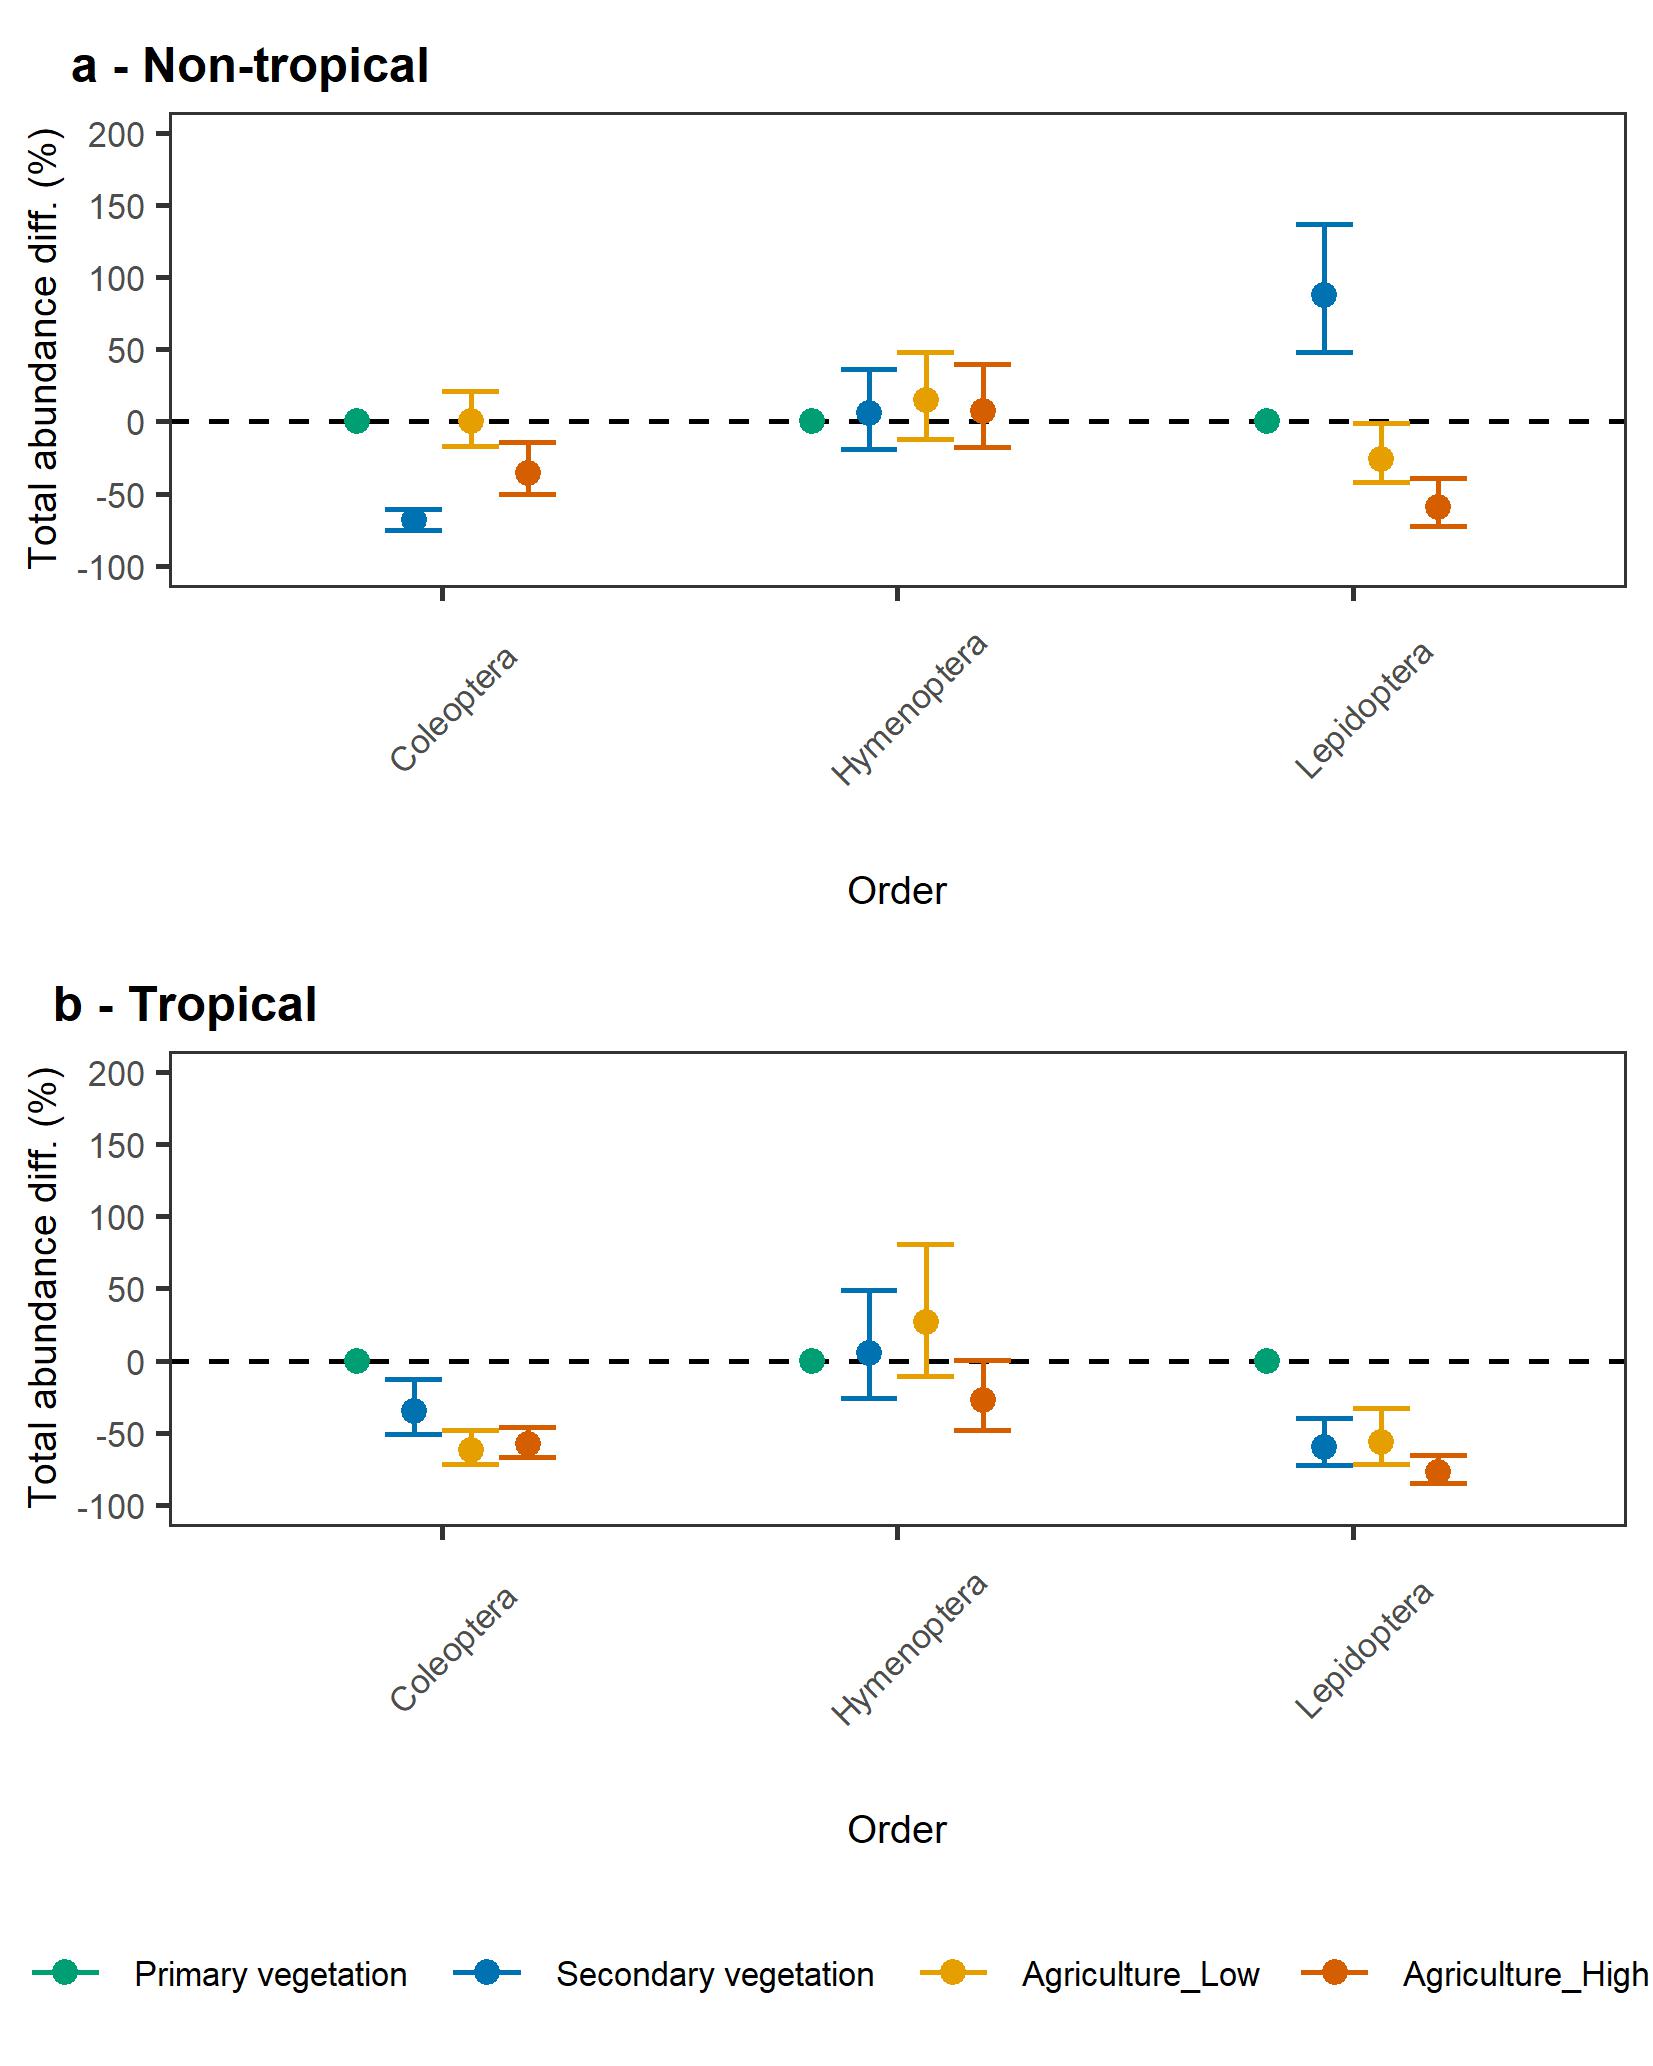 a - Non-tropical
Total abundance diff. (%)
200
150
100
50
0
-50
-100
Coleoptera
Hymenoptera
Lepidoptera
Order
b - Tropical
Total abundance diff. (%)
200
150
100
50
0
-50
-100
Coleoptera
Hymenoptera
Lepidoptera
Order
Primary vegetation
Secondary vegetation
Agriculture_Low
Agriculture_High